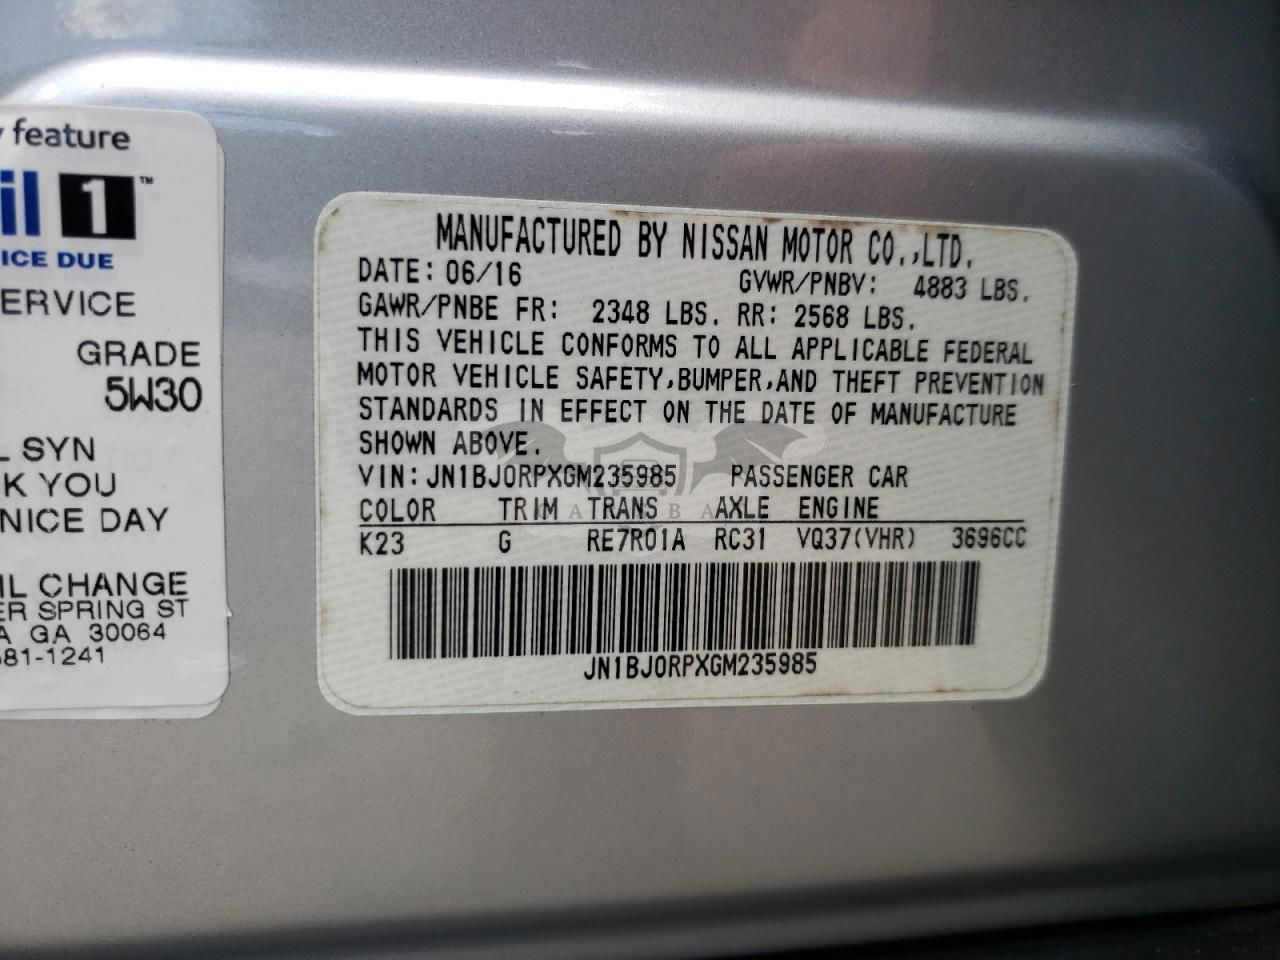 y feature
il 1™
ICE DUE
ERVICE
GRADE
5W30
L SYN
K YOU
NICE DAY
IL CHANGE
ER SPRING ST
A GA 30064
681-1241
MANUFACTURED BY NISSAN MOTOR CO.,LTD.
DATE: 06/16 GVWR/PNBV: 4883 LBS.
GAWR/PNBE FR: 2348 LBS. RR: 2568 LBS.
THIS VEHICLE CONFORMS TO ALL APPLICABLE FEDERAL
MOTOR VEHICLE SAFETY,BUMPER,AND THEFT PREVENTION
STANDARDS IN EFFECT ON THE DATE OF MANUFACTURE
SHOWN ABOVE.
VIN: JN1BJ0RPXGM235985 PASSENGER CAR
COLOR TRIM TRANS AXLE ENGINE
K23 G RE7R01A RC31 VQ37(VHR) 3696CC
JN1BJ0RPXGM235985